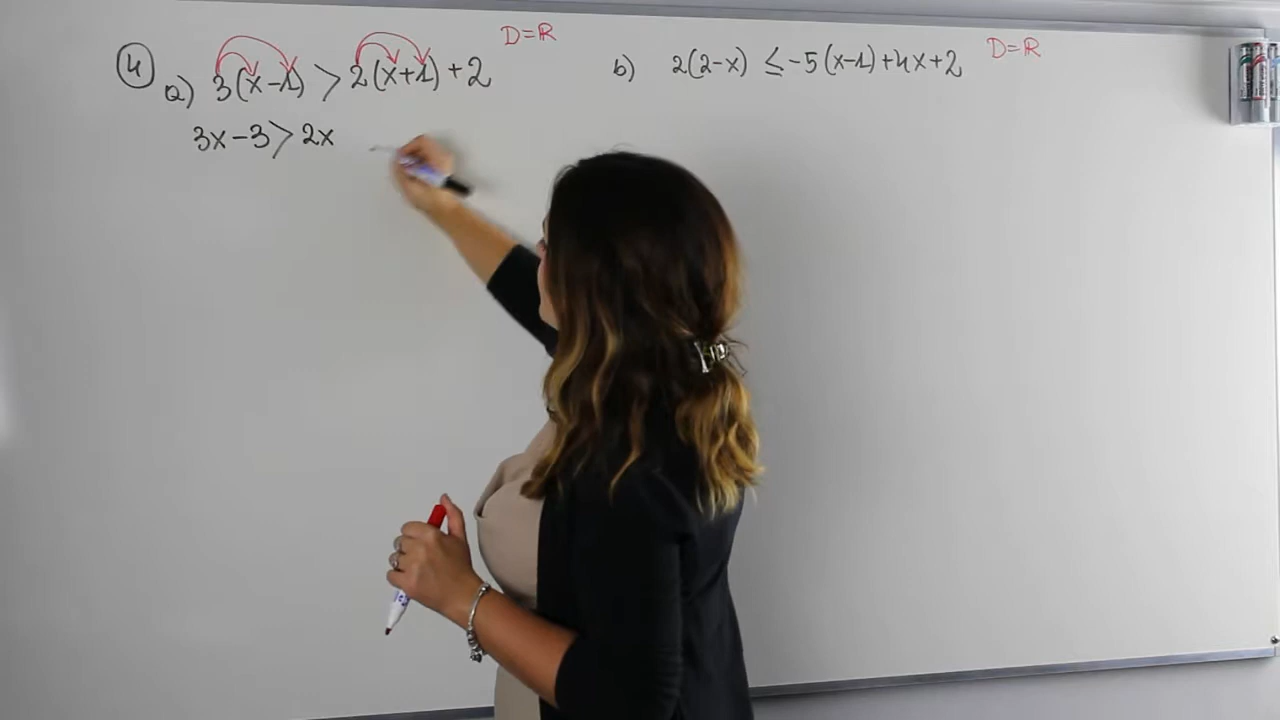 4
a) 3(x-1) > 2(x+1)+2 D=ℝ
3x-3 > 2x
b) 2(2-x) ≤ -5(x-1)+4x+2 D=ℝ